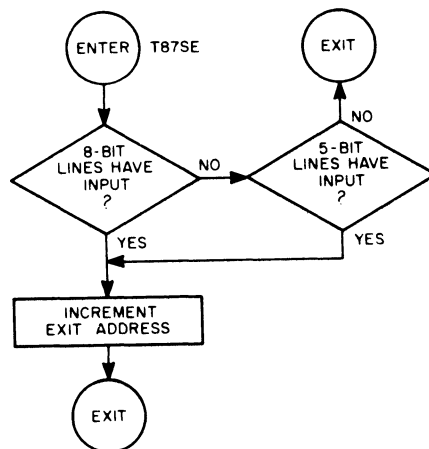 ENTER
T87SE
EXIT
8-BIT
LINES HAVE
INPUT
?
NO
5-BIT
LINES HAVE
INPUT
?
NO
YES
YES
INCREMENT
EXIT ADDRESS
EXIT